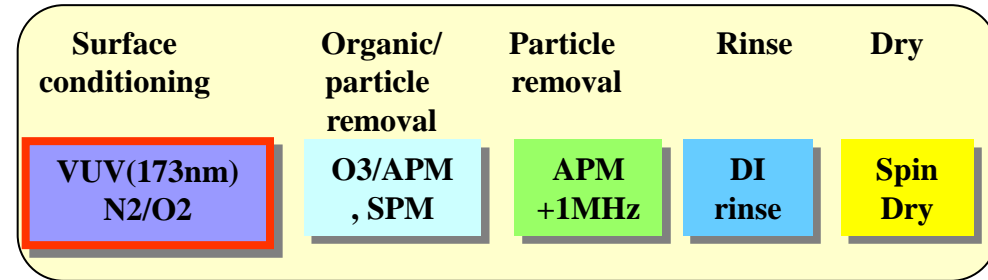 Surface
conditioning
Organic/
particle
removal
Particle
removal
Rinse
Dry
VUV(173nm)
N2/O2
O3/APM
, SPM
APM
+1MHz
DI
rinse
Spin
Dry